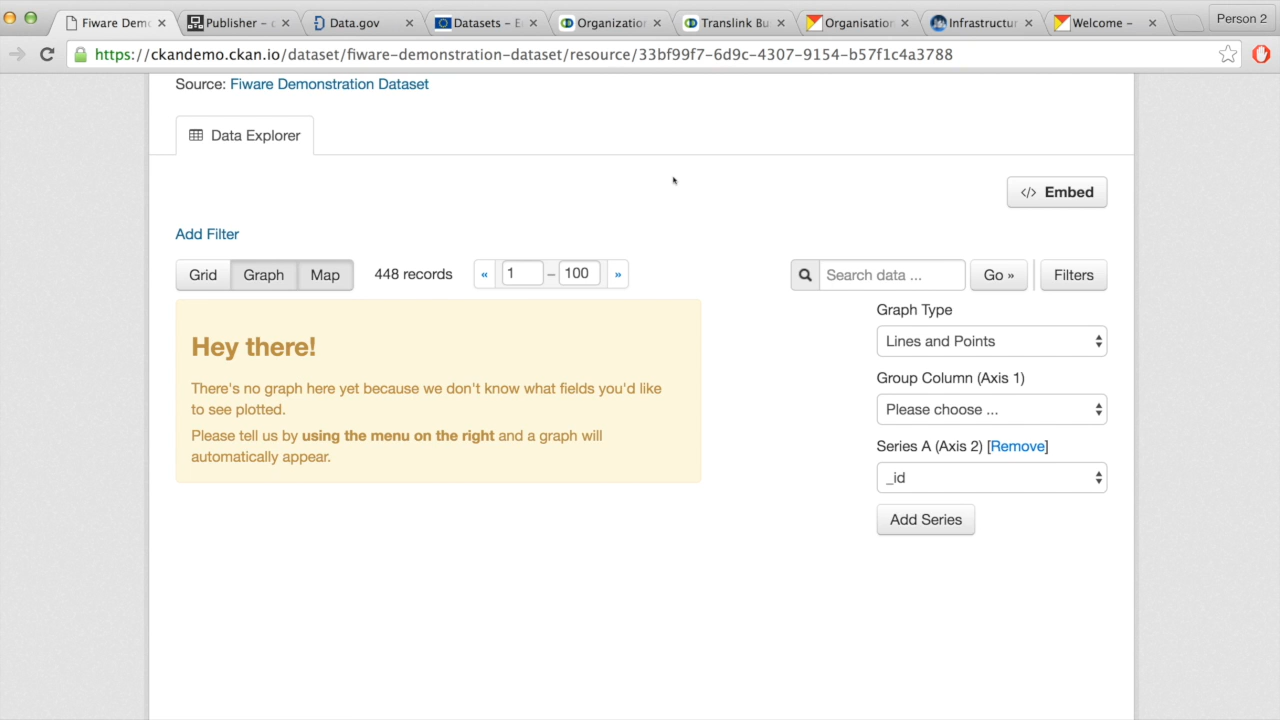 Fiware Demo
Publisher – d
Data.gov
Datasets – E
Organization
Translink Bu
Organisation
Infrastructur
Welcome –
Person 2
https://ckandemo.ckan.io/dataset/fiware-demonstration-dataset/resource/33bf99f7-6d9c-4307-9154-b57f1c4a3788
Source: Fiware Demonstration Dataset
Data Explorer
</> Embed
Add Filter
Grid Graph Map 448 records « 1 – 100 » Search data ... Go » Filters
Hey there!
There's no graph here yet because we don't know what fields you'd like
to see plotted.
Please tell us by using the menu on the right and a graph will
automatically appear.
Graph Type
Lines and Points
Group Column (Axis 1)
Please choose ...
Series A (Axis 2) [Remove]
_id
Add Series